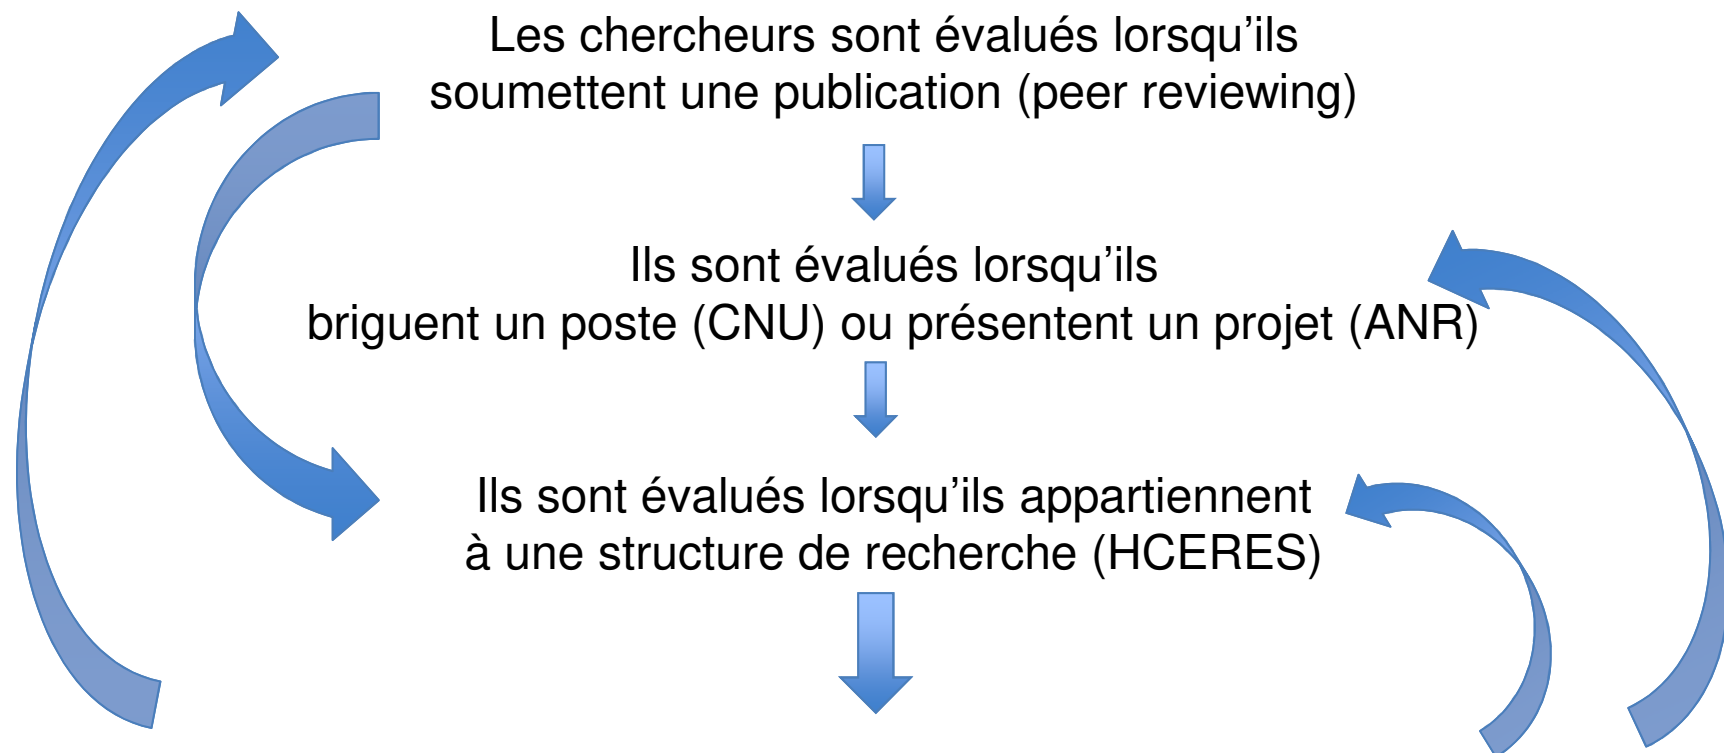 Les chercheurs sont évalués lorsqu’ils
soumettent une publication (peer reviewing)
Ils sont évalués lorsqu’ils
briguent un poste (CNU) ou présentent un projet (ANR)
Ils sont évalués lorsqu’ils appartiennent
à une structure de recherche (HCERES)